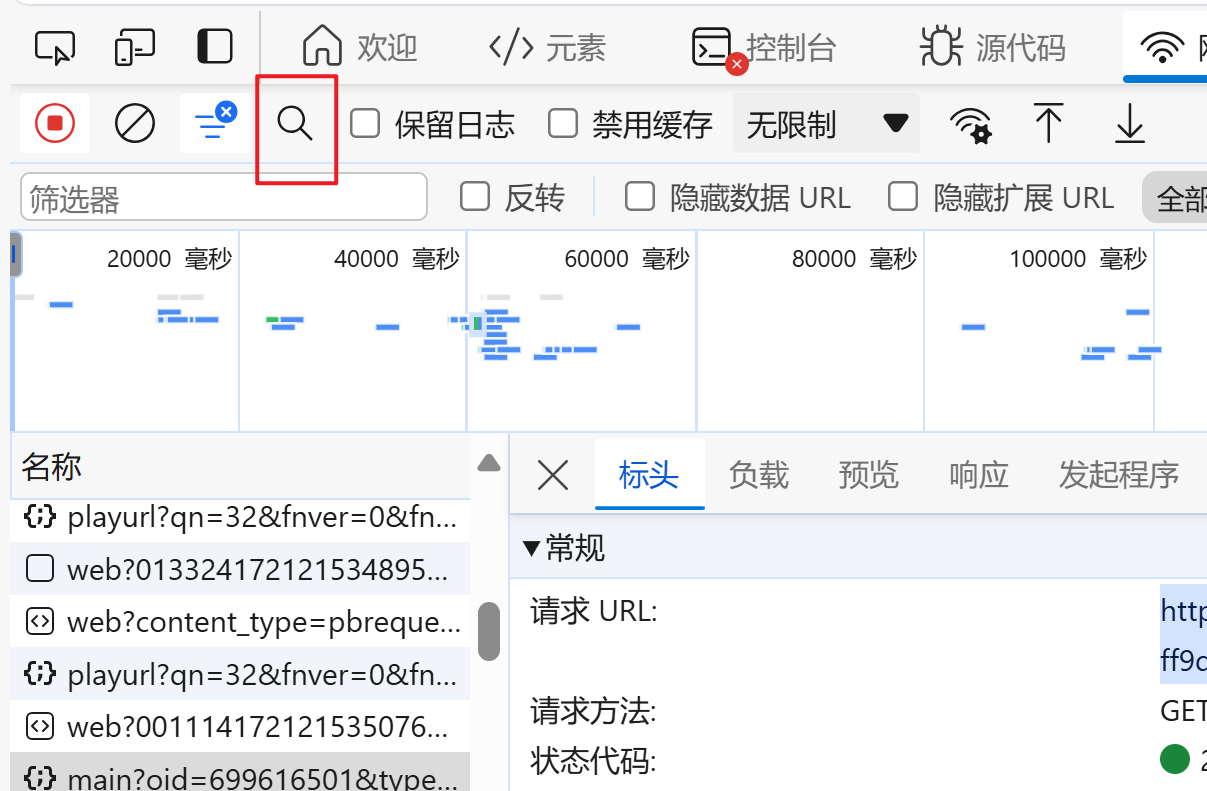 欢迎 元素 控制台 源代码
保留日志 禁用缓存 无限制
筛选器 反转 隐藏数据 URL 隐藏扩展 URL 全部
20000 毫秒 40000 毫秒 60000 毫秒 80000 毫秒 100000 毫秒
名称 标头 负载 预览 响应 发起程序
playurl?qn=32&fnver=0&fn...
常规
web?013324172121534895...
请求 URL: http
web?content_type=pbreque...
ff9c
playurl?qn=32&fnver=0&fn...
请求方法: GET
web?001114172121535076...
状态代码: 2
main?oid=699616501&type...